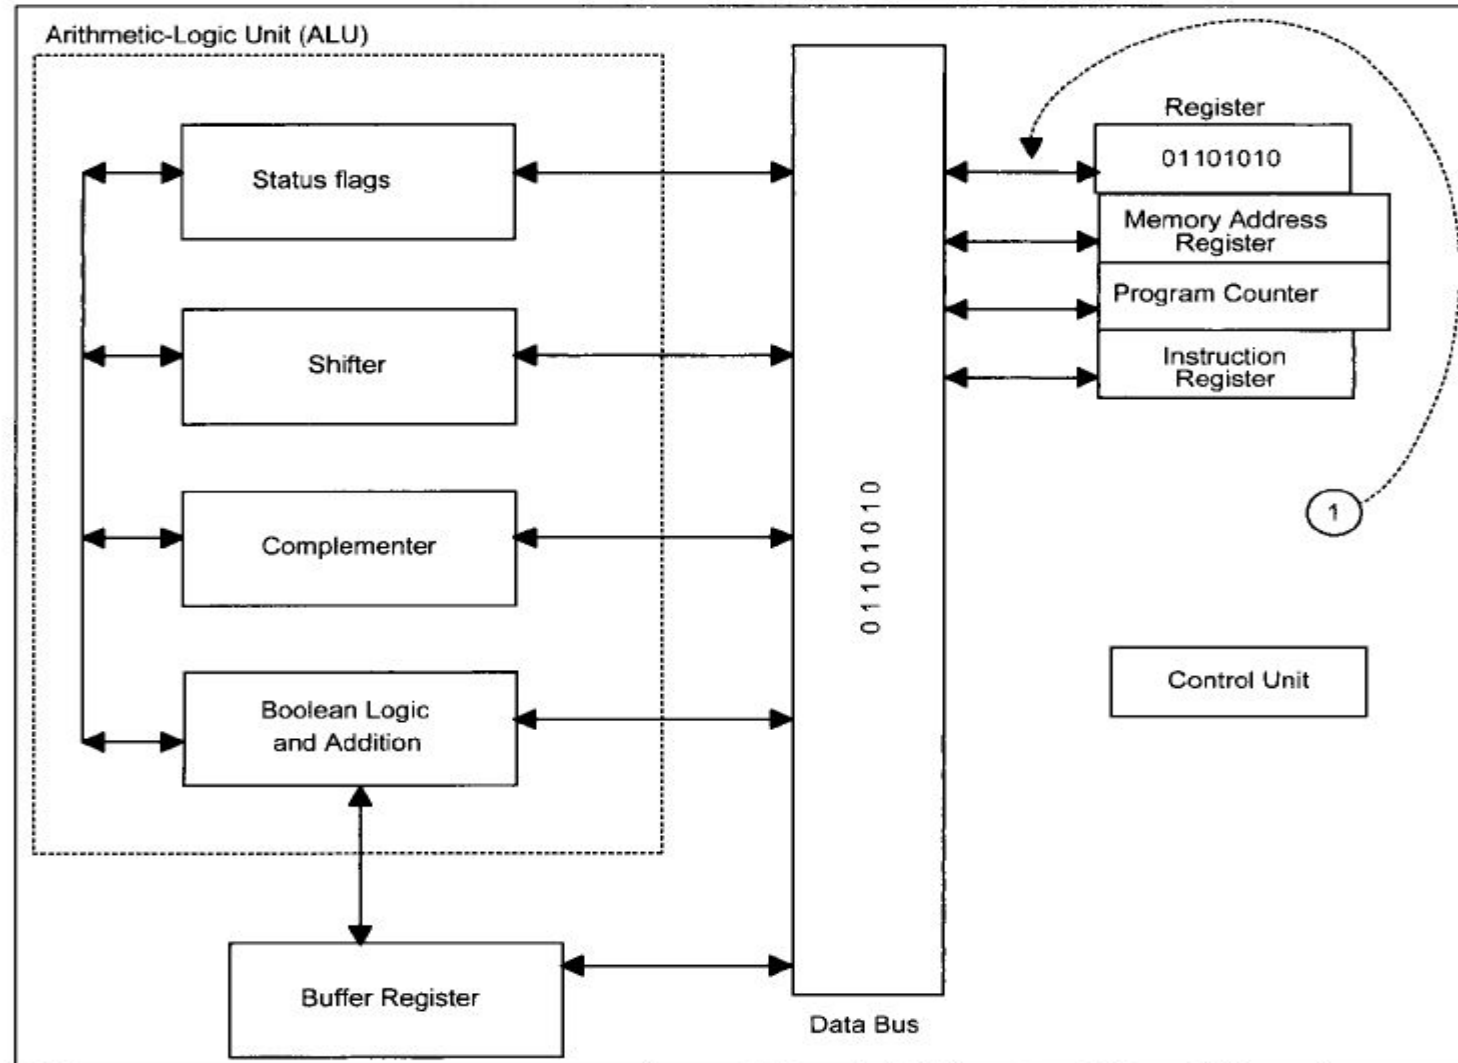 Arithmetic-Logic Unit (ALU)
Status flags
Shifter
Complementer
Boolean Logic
and Addition
Buffer Register
01101010
Data Bus
Register
01101010
Memory Address
Register
Program Counter
Instruction
Register
1
Control Unit